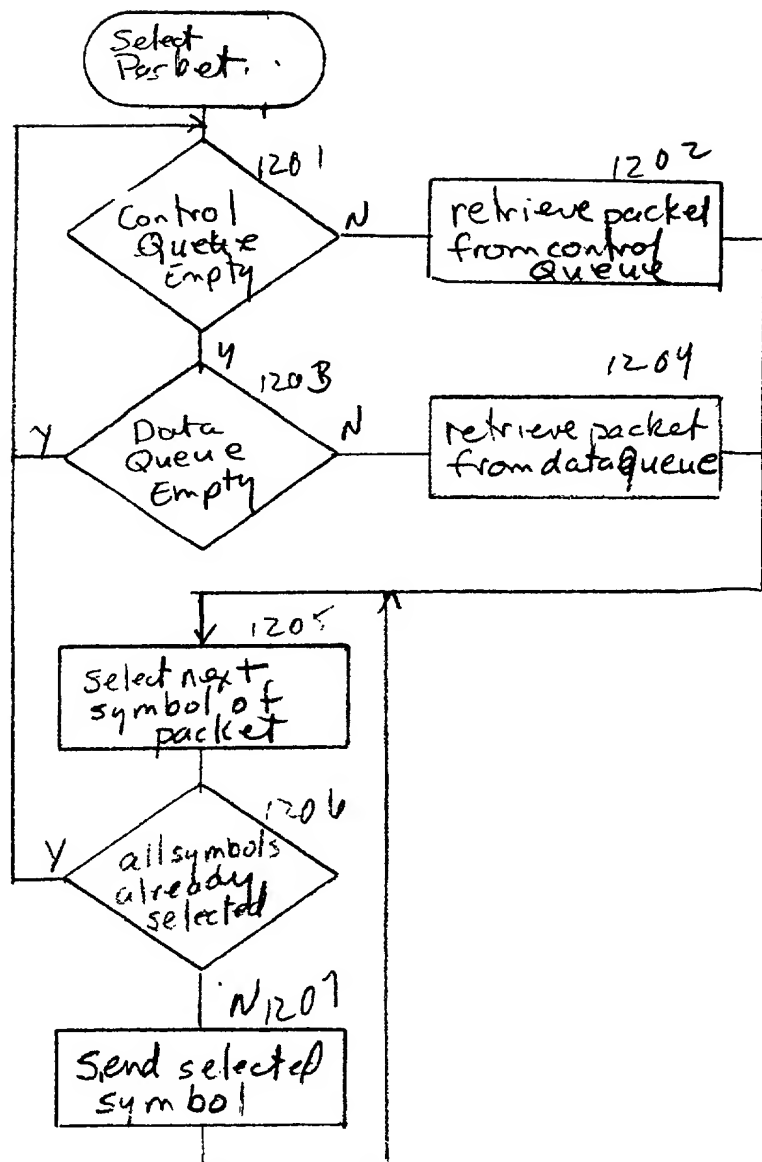 Select
Packet
1201
Control
Queue
Empty
N
1202
retrieve packet
from control
Queue
Y
1203
Data
Queue
Empty
Y
N
1204
retrieve packet
from data queue
1205
select next
symbol of
packet
1206
all symbols
already
selected
Y
N 1207
Send selected
symbol